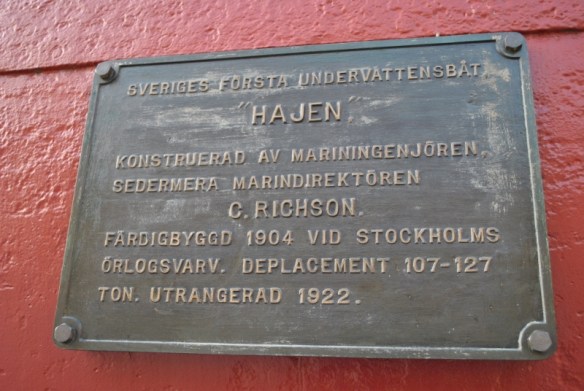 SVERIGES FÖRSTA UNDERVATTENSBÅT,
"HAJEN".
KONSTRUERAD AV MARININGENJÖREN,
SEDERMERA MARINDIREKTÖREN
C. RICHSON.
FÄRDIGBYGGD 1904 VID STOCKHOLMS
ÖRLOGSVARV. DEPLACEMENT 107-127
TON. UTRANGERAD 1922.